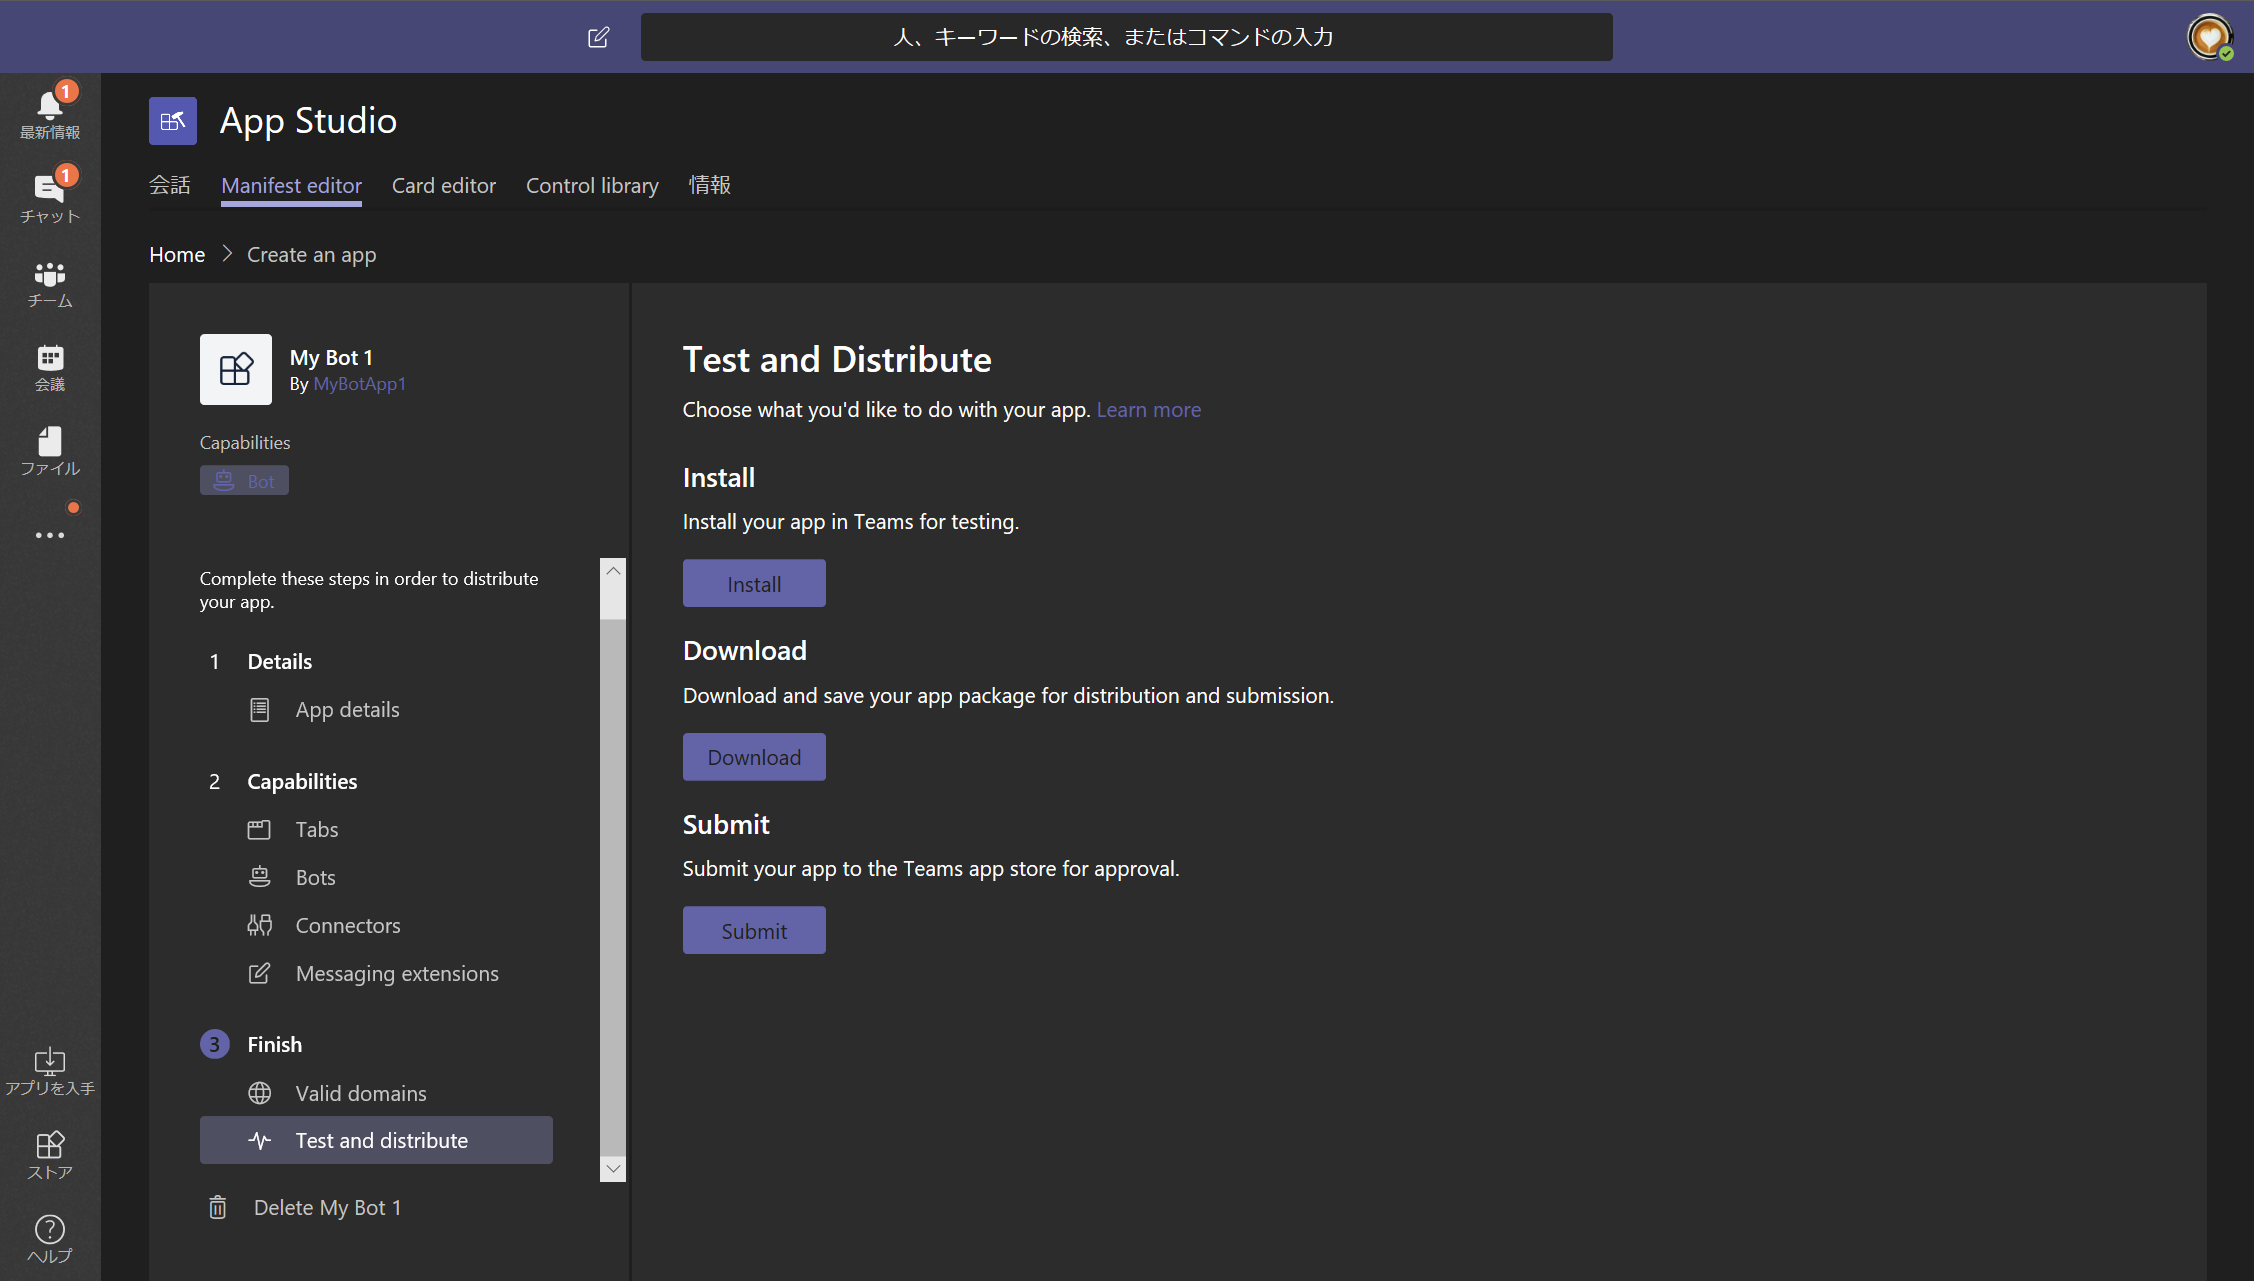 人、キーワードの検索、またはコマンドの入力
1
最新情報
1
チャット
チーム
会議
ファイル
アプリを入手
ストア
ヘルプ
App Studio
会話 Manifest editor Card editor Control library 情報
Home > Create an app
My Bot 1
By MyBotApp1
Capabilities
Bot
Complete these steps in order to distribute
your app.
1 Details
App details
2 Capabilities
Tabs
Bots
Connectors
Messaging extensions
3 Finish
Valid domains
Test and distribute
Delete My Bot 1
Test and Distribute
Choose what you'd like to do with your app. Learn more
Install
Install your app in Teams for testing.
Install
Download
Download and save your app package for distribution and submission.
Download
Submit
Submit your app to the Teams app store for approval.
Submit